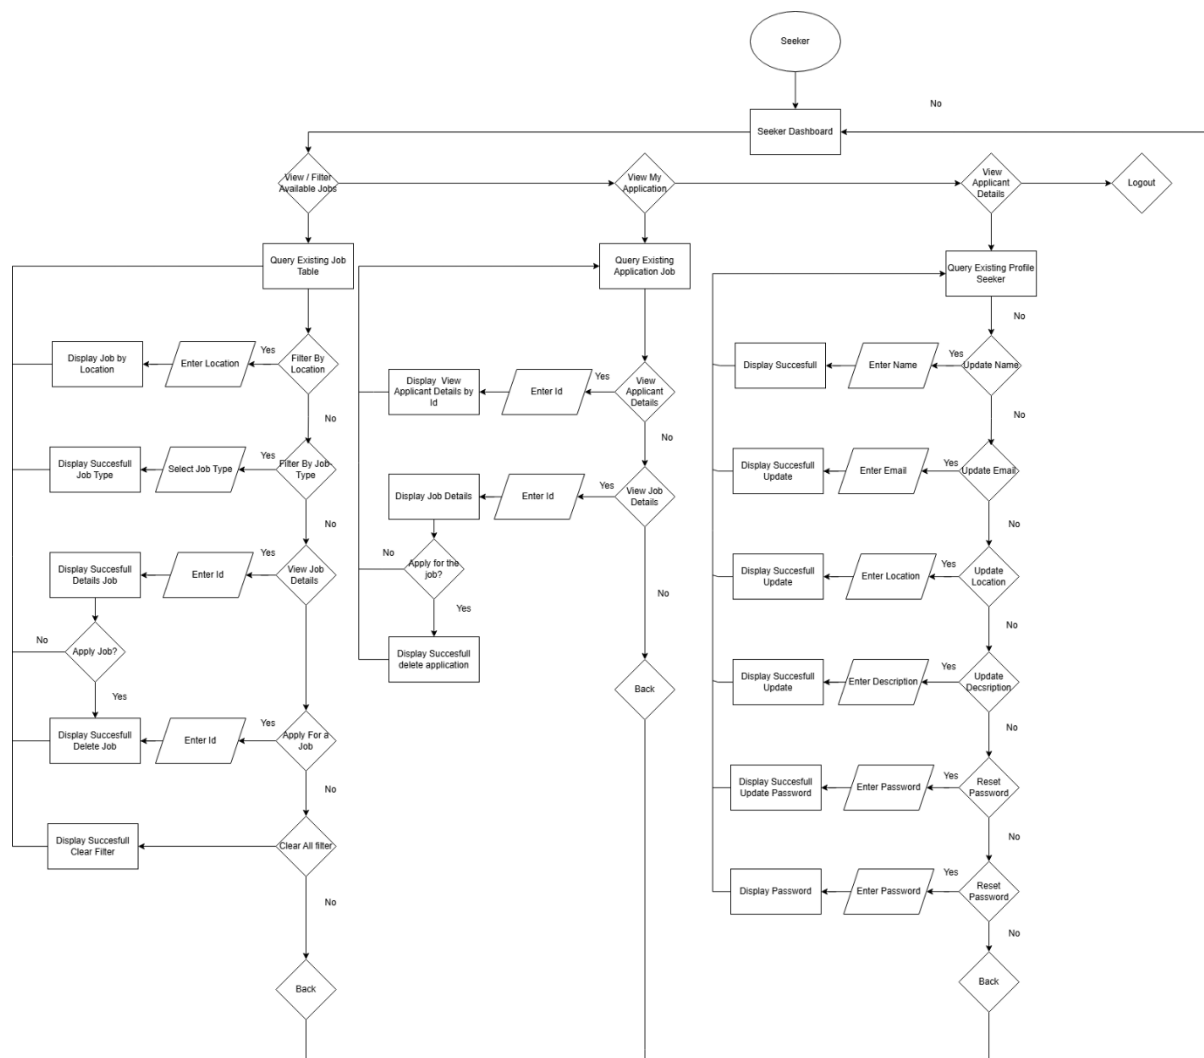 Seeker
No
Seeker Dashboard
View / Filter
Available Jobs
View My
Application
View
Applicant
Details
Logout
Query Existing Job
Table
Query Existing
Application Job
Query Existing Profile
Seeker
No
Display Job by
Location
Enter Location
Yes
Filter By
Location
Display View
Applicant Details by
Id
Enter Id
Yes
View
Applicant
Details
Display Succesfull
Enter Name
Yes
Update Name
No
No
No
Display Succesfull
Job Type
Select Job Type
Yes
Filter By Job
Type
Display Succesfull
Update
Enter Email
Yes
Update Email
Display Job Details
Enter Id
Yes
View Job
Details
No
No
Display Succesfull
Details Job
Enter Id
Yes
View Job
Details
No
Apply for the
job?
Display Succesfull
Update
Enter Location
Yes
Update
Location
Yes
No
No
No
Apply Job?
Display Succesfull
delete application
Display Succesfull
Update
Enter Description
Yes
Update
Decsription
Yes
Back
Display Succesfull
Delete Job
Enter Id
Yes
Apply For a
Job
No
No
Display Succesfull
Update Password
Enter Password
Yes
Reset
Password
Display Succesfull
Clear Filter
Clear All filter
No
No
Display Password
Enter Password
Yes
Reset
Password
No
Back
Back